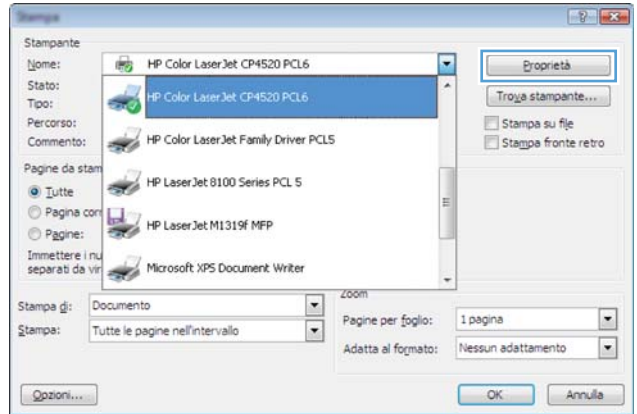 Stampa
Stampante
Nome: HP Color LaserJet CP4520 PCL6 Proprietà
Stato:
HP Color LaserJet CP4520 PCL6
Tipo: Trova stampante...
Percorso: Stampa su file
Commento: HP Color LaserJet Family Driver PCL5 Stampa fronte retro
Pagine da stam
HP LaserJet 8100 Series PCL 5
Tutte
Pagina corr
HP LaserJet M1319f MFP
Pagine:
Immettere i nu
separati da vir Microsoft XPS Document Writer
Zoom
Stampa di: Documento
Pagine per foglio: 1 pagina
Stampa: Tutte le pagine nell'intervallo
Adatta al formato: Nessun adattamento
Opzioni... OK Annulla